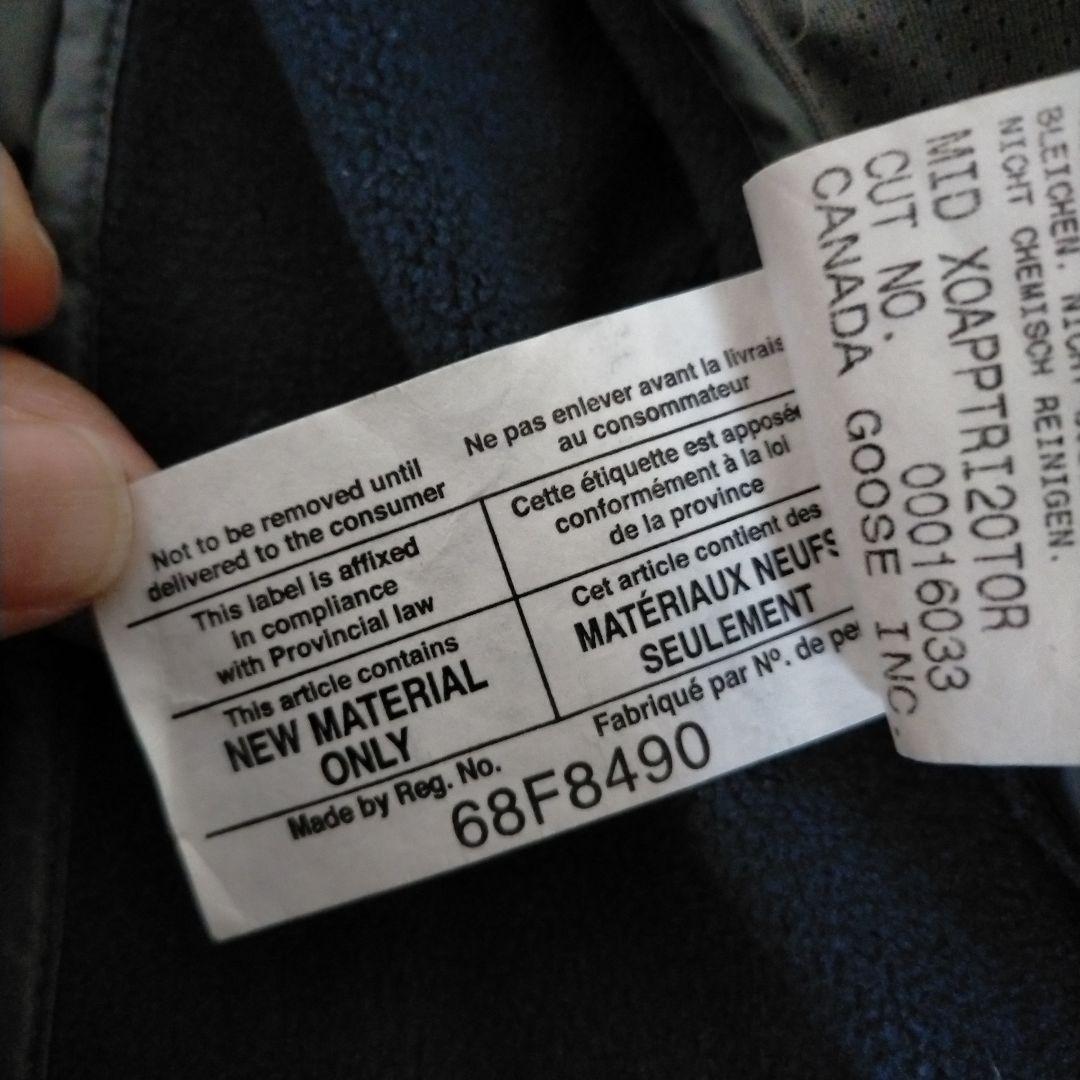 Not to be removed until
delivered to the consumer
Ne pas enlever avant la livrais
au consommateur
This label is affixed
in compliance
with Provincial law
Cette étiquette est apposée
conformément à la loi
de la province
This article contains
NEW MATERIAL
ONLY
Cet article contient des
MATÉRIAUX NEUFS
SEULEMENT
Made by Reg. No.
Fabriqué par Nº. de pe
68F8490
BLEICHEN.
NICHT CHEMISCH REINIGEN.
MID XOAPPTRI20TOR
CUT NO. 00016033
CANADA GOOSE INC.